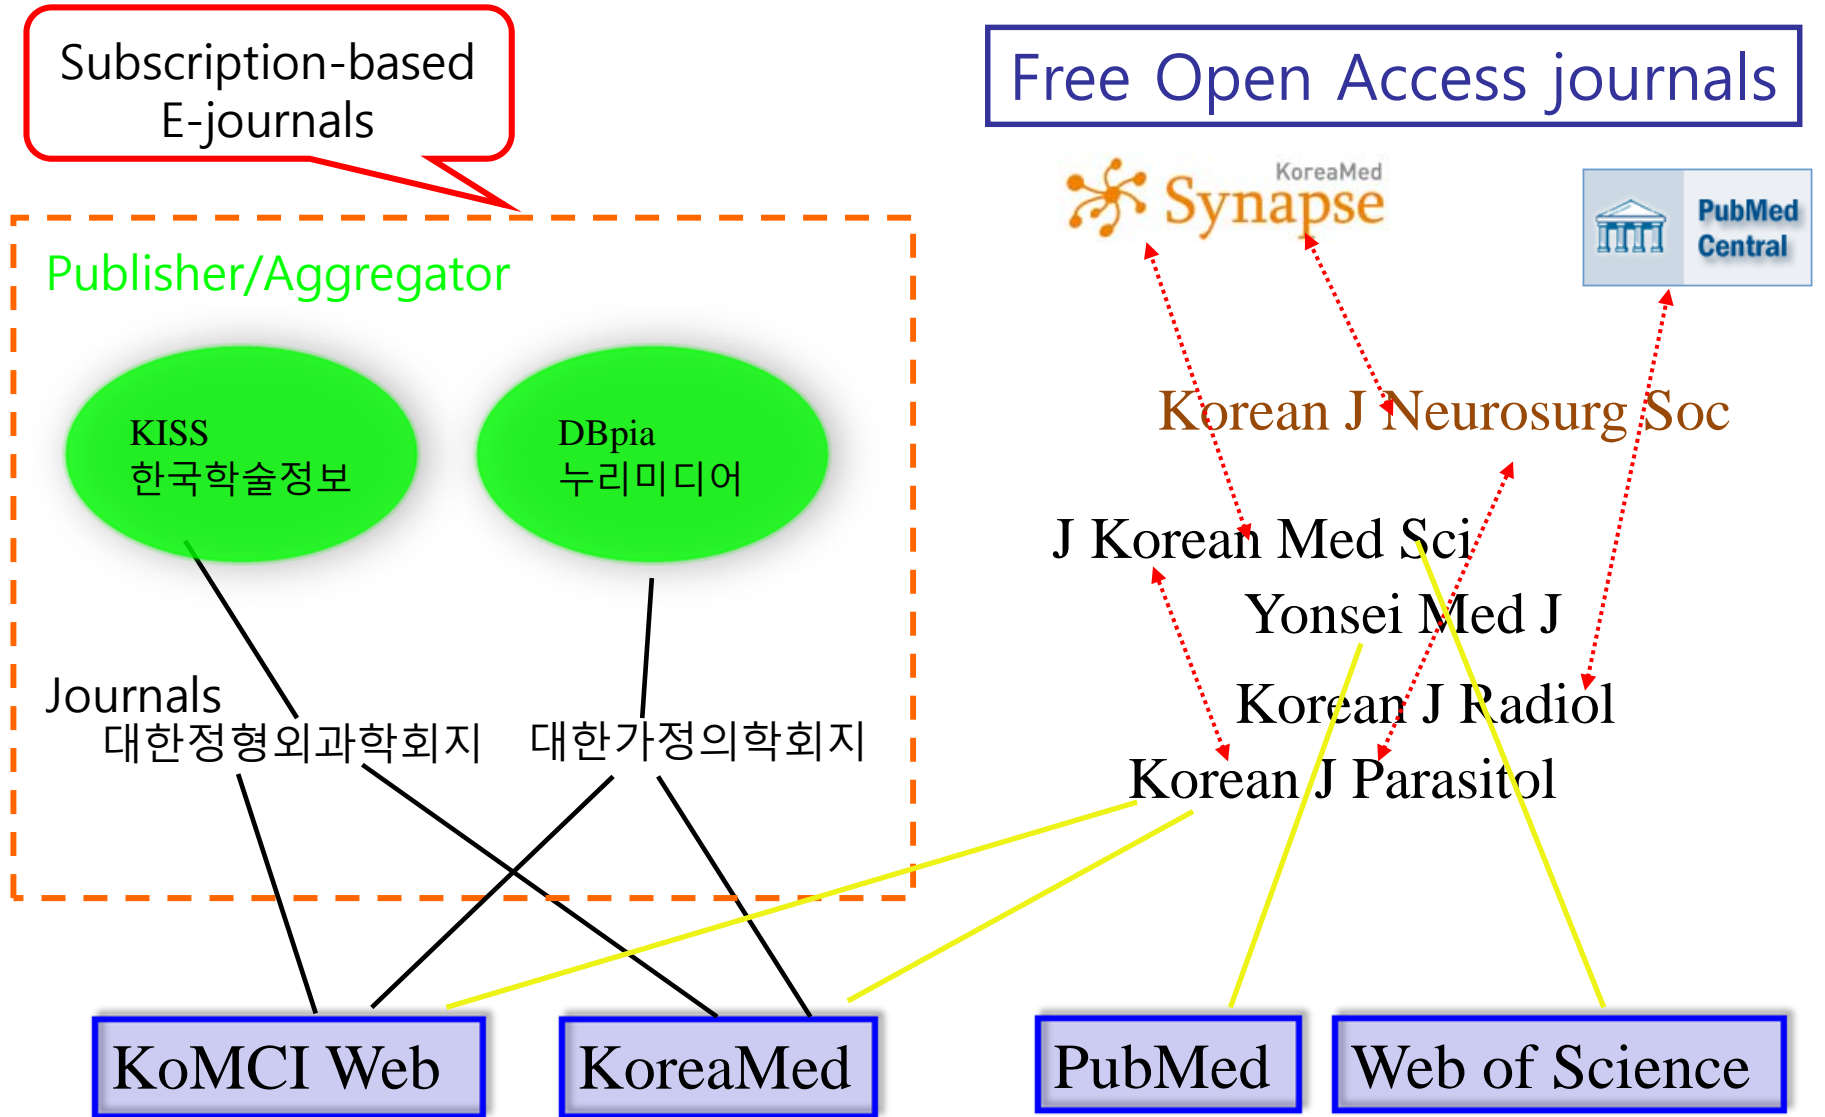 Subscription-based
E-journals
Free Open Access journals
KoreaMed
Synapse
PubMed
Central
Publisher/Aggregator
KISS
한국학술정보
DBpia
누리미디어
Korean J Neurosurg Soc
J Korean Med Sci
Yonsei Med J
Journals
대한정형외과학회지
대한가정의학회지
Korean J Radiol
Korean J Parasitol
KoMCI Web
KoreaMed
PubMed
Web of Science